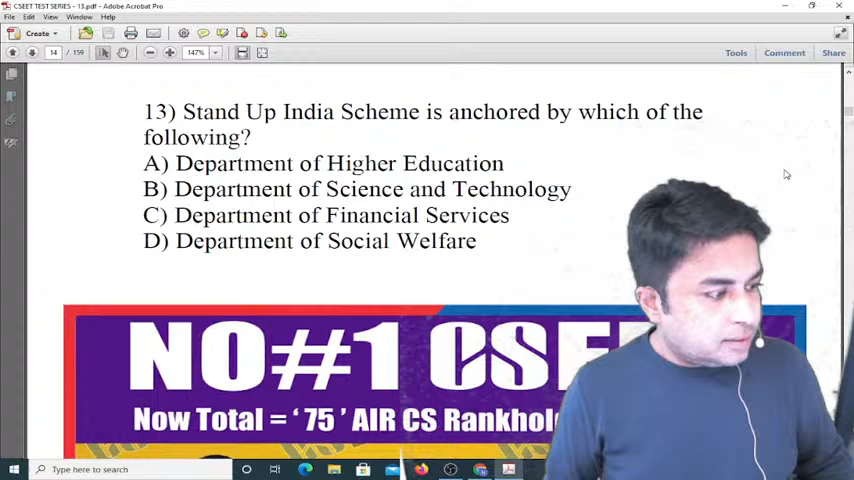 CSEET TEST SERIES - 13.pdf - Adobe Acrobat Pro
File Edit View Window Help
Create
14 / 159
147%
Tools Comment Share
13) Stand Up India Scheme is anchored by which of the
following?
A) Department of Higher Education
B) Department of Science and Technology
C) Department of Financial Services
D) Department of Social Welfare
NO#1 CSE
Now Total = ‘ 75 ’ AIR CS Rankhol
Type here to search